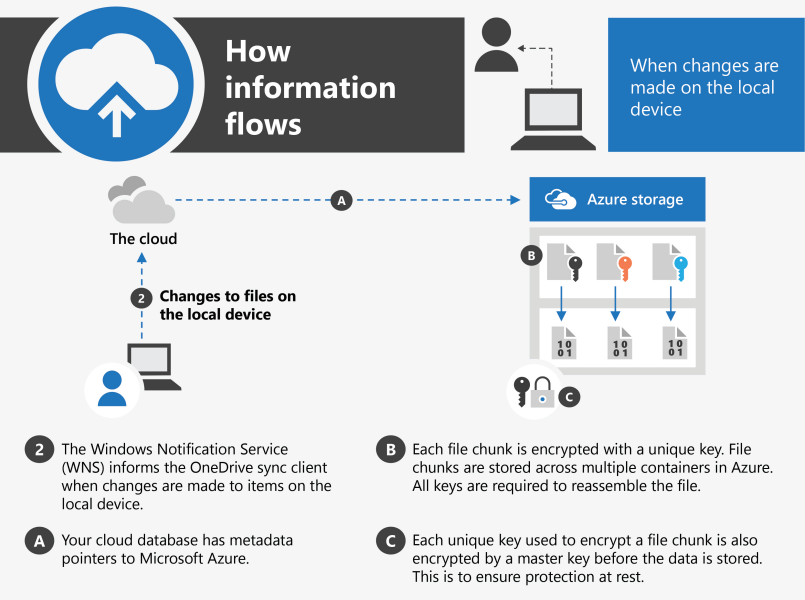 How
information
flows
When changes are
made on the local
device
A
Azure storage
The cloud
B
2
Changes to files on
the local device
10
01
10
01
10
01
C
2
The Windows Notification Service
(WNS) informs the OneDrive sync client
when changes are made to items on the
local device.
A
Your cloud database has metadata
pointers to Microsoft Azure.
B
Each file chunk is encrypted with a unique key. File
chunks are stored across multiple containers in Azure.
All keys are required to reassemble the file.
C
Each unique key used to encrypt a file chunk is also
encrypted by a master key before the data is stored.
This is to ensure protection at rest.